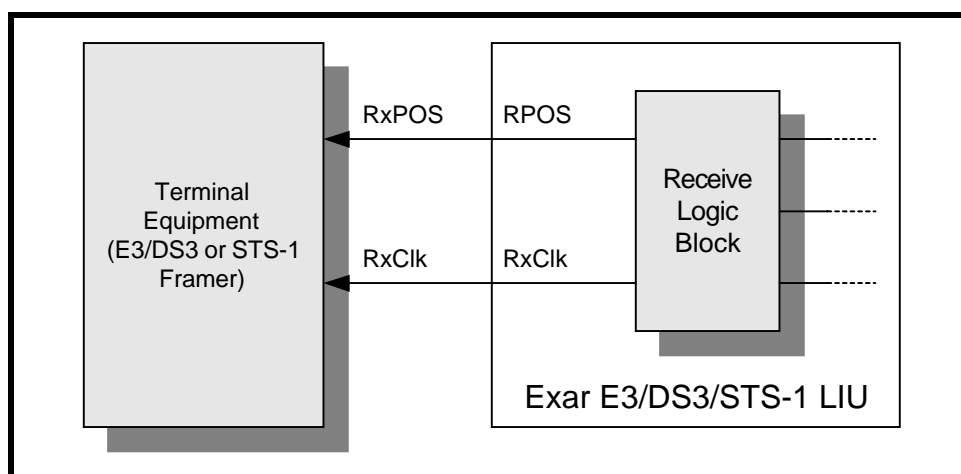 RxPOS
RPOS
Terminal
Equipment
(E3/DS3 or STS-1
Framer)
Receive
Logic
Block
RxClk
RxClk
Exar E3/DS3/STS-1 LIU